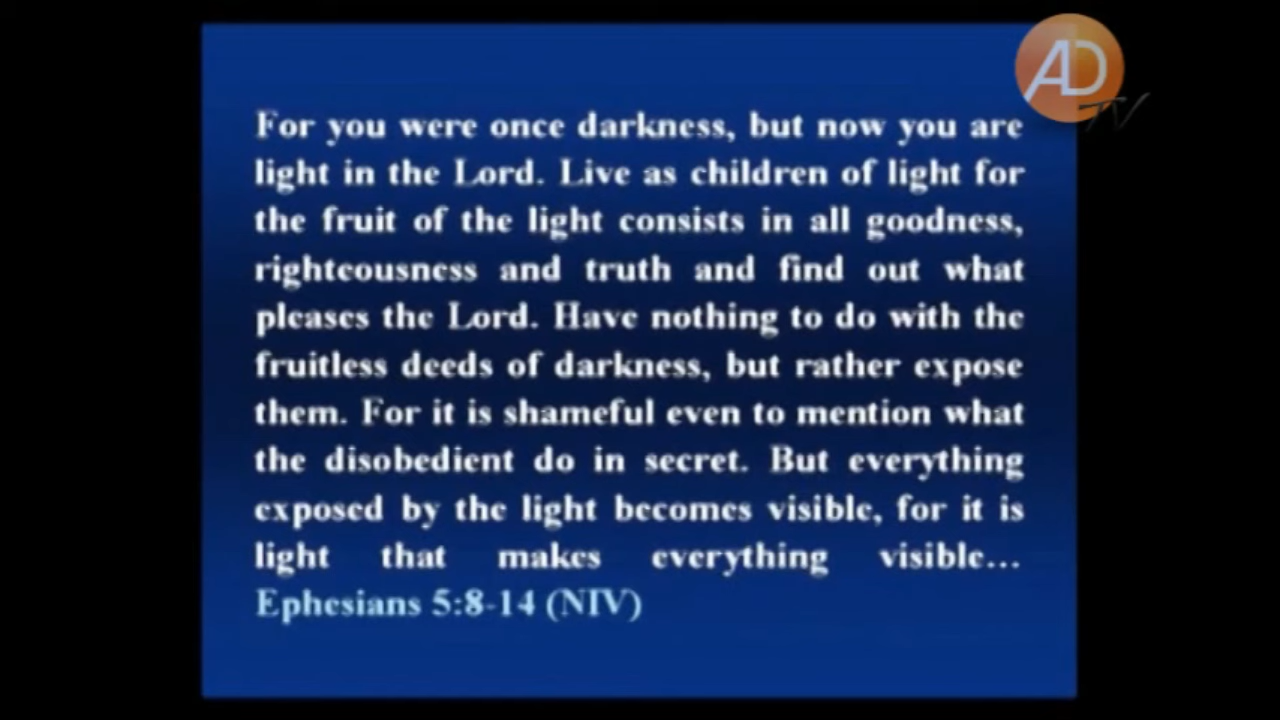 AD
TV
For you were once darkness, but now you are
light in the Lord. Live as children of light for
the fruit of the light consists in all goodness,
righteousness and truth and find out what
pleases the Lord. Have nothing to do with the
fruitless deeds of darkness, but rather expose
them. For it is shameful even to mention what
the disobedient do in secret. But everything
exposed by the light becomes visible, for it is
light that makes everything visible...
Ephesians 5:8-14 (NIV)